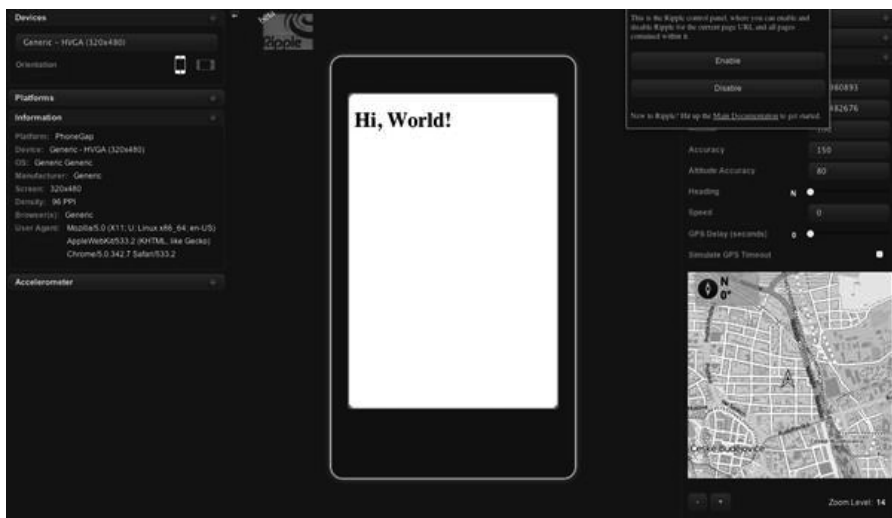 Devices
Generic - HVGA (320x480)
Orientation
Platforms
Information
Platform: PhoneGap
Device: Generic - HVGA (320x480)
OS: Generic Generic
Manufacturer: Generic
Screen: 320x480
Density: 96 PPI
Browser(s): Generic
User Agent: Mozilla/5.0 (X11; U; Linux x86_64; en-US)
AppleWebKit/533.2 (KHTML, like Gecko)
Chrome/5.0.342.7 Safari/533.2
Accelerometer
beta
Ripple
Hi, World!
This is the Ripple control panel, where you can enable and
disable Ripple for the current page URL and all pages
contained within it.
Enable
Disable
New to Ripple? Hit up the Main Documentation to get started.
Accuracy 150
Altitude Accuracy 80
Heading N
Speed 0
GPS Delay (seconds) 0
Simulate GPS Timeout
N
0°
České Budějovice
- +
Zoom Level: 14